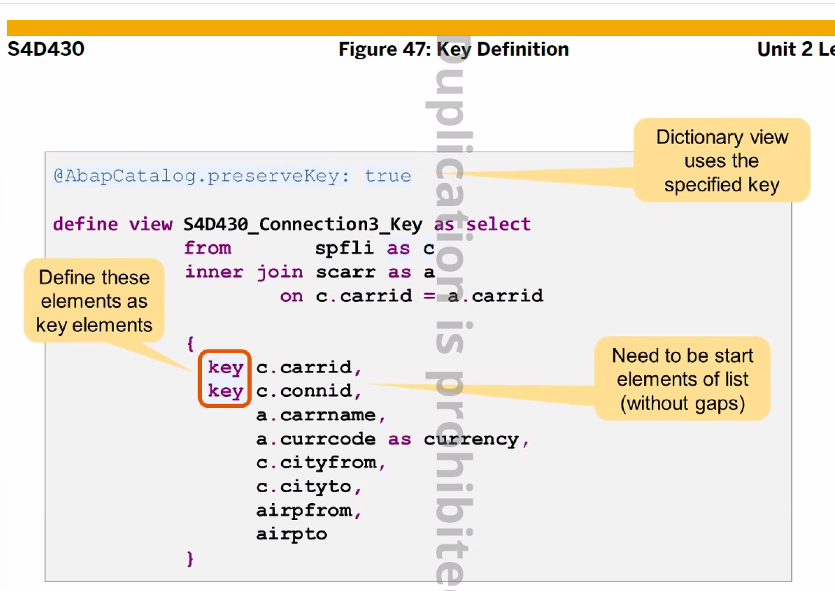 S4D430
Figure 47: Key Definition
Unit 2 Le
Dictionary view
uses the
specified key
@AbapCatalog.preserveKey: true
define view S4D430_Connection3_Key as select
from spfli as c
inner join scarr as a
on c.carrid = a.carrid
Define these
elements as
key elements
{
key c.carrid,
key c.connid,
a.carrname,
a.currcode as currency,
c.cityfrom,
c.cityto,
airpfrom,
airpto
}
Need to be start
elements of list
(without gaps)
Duplication is prohibite